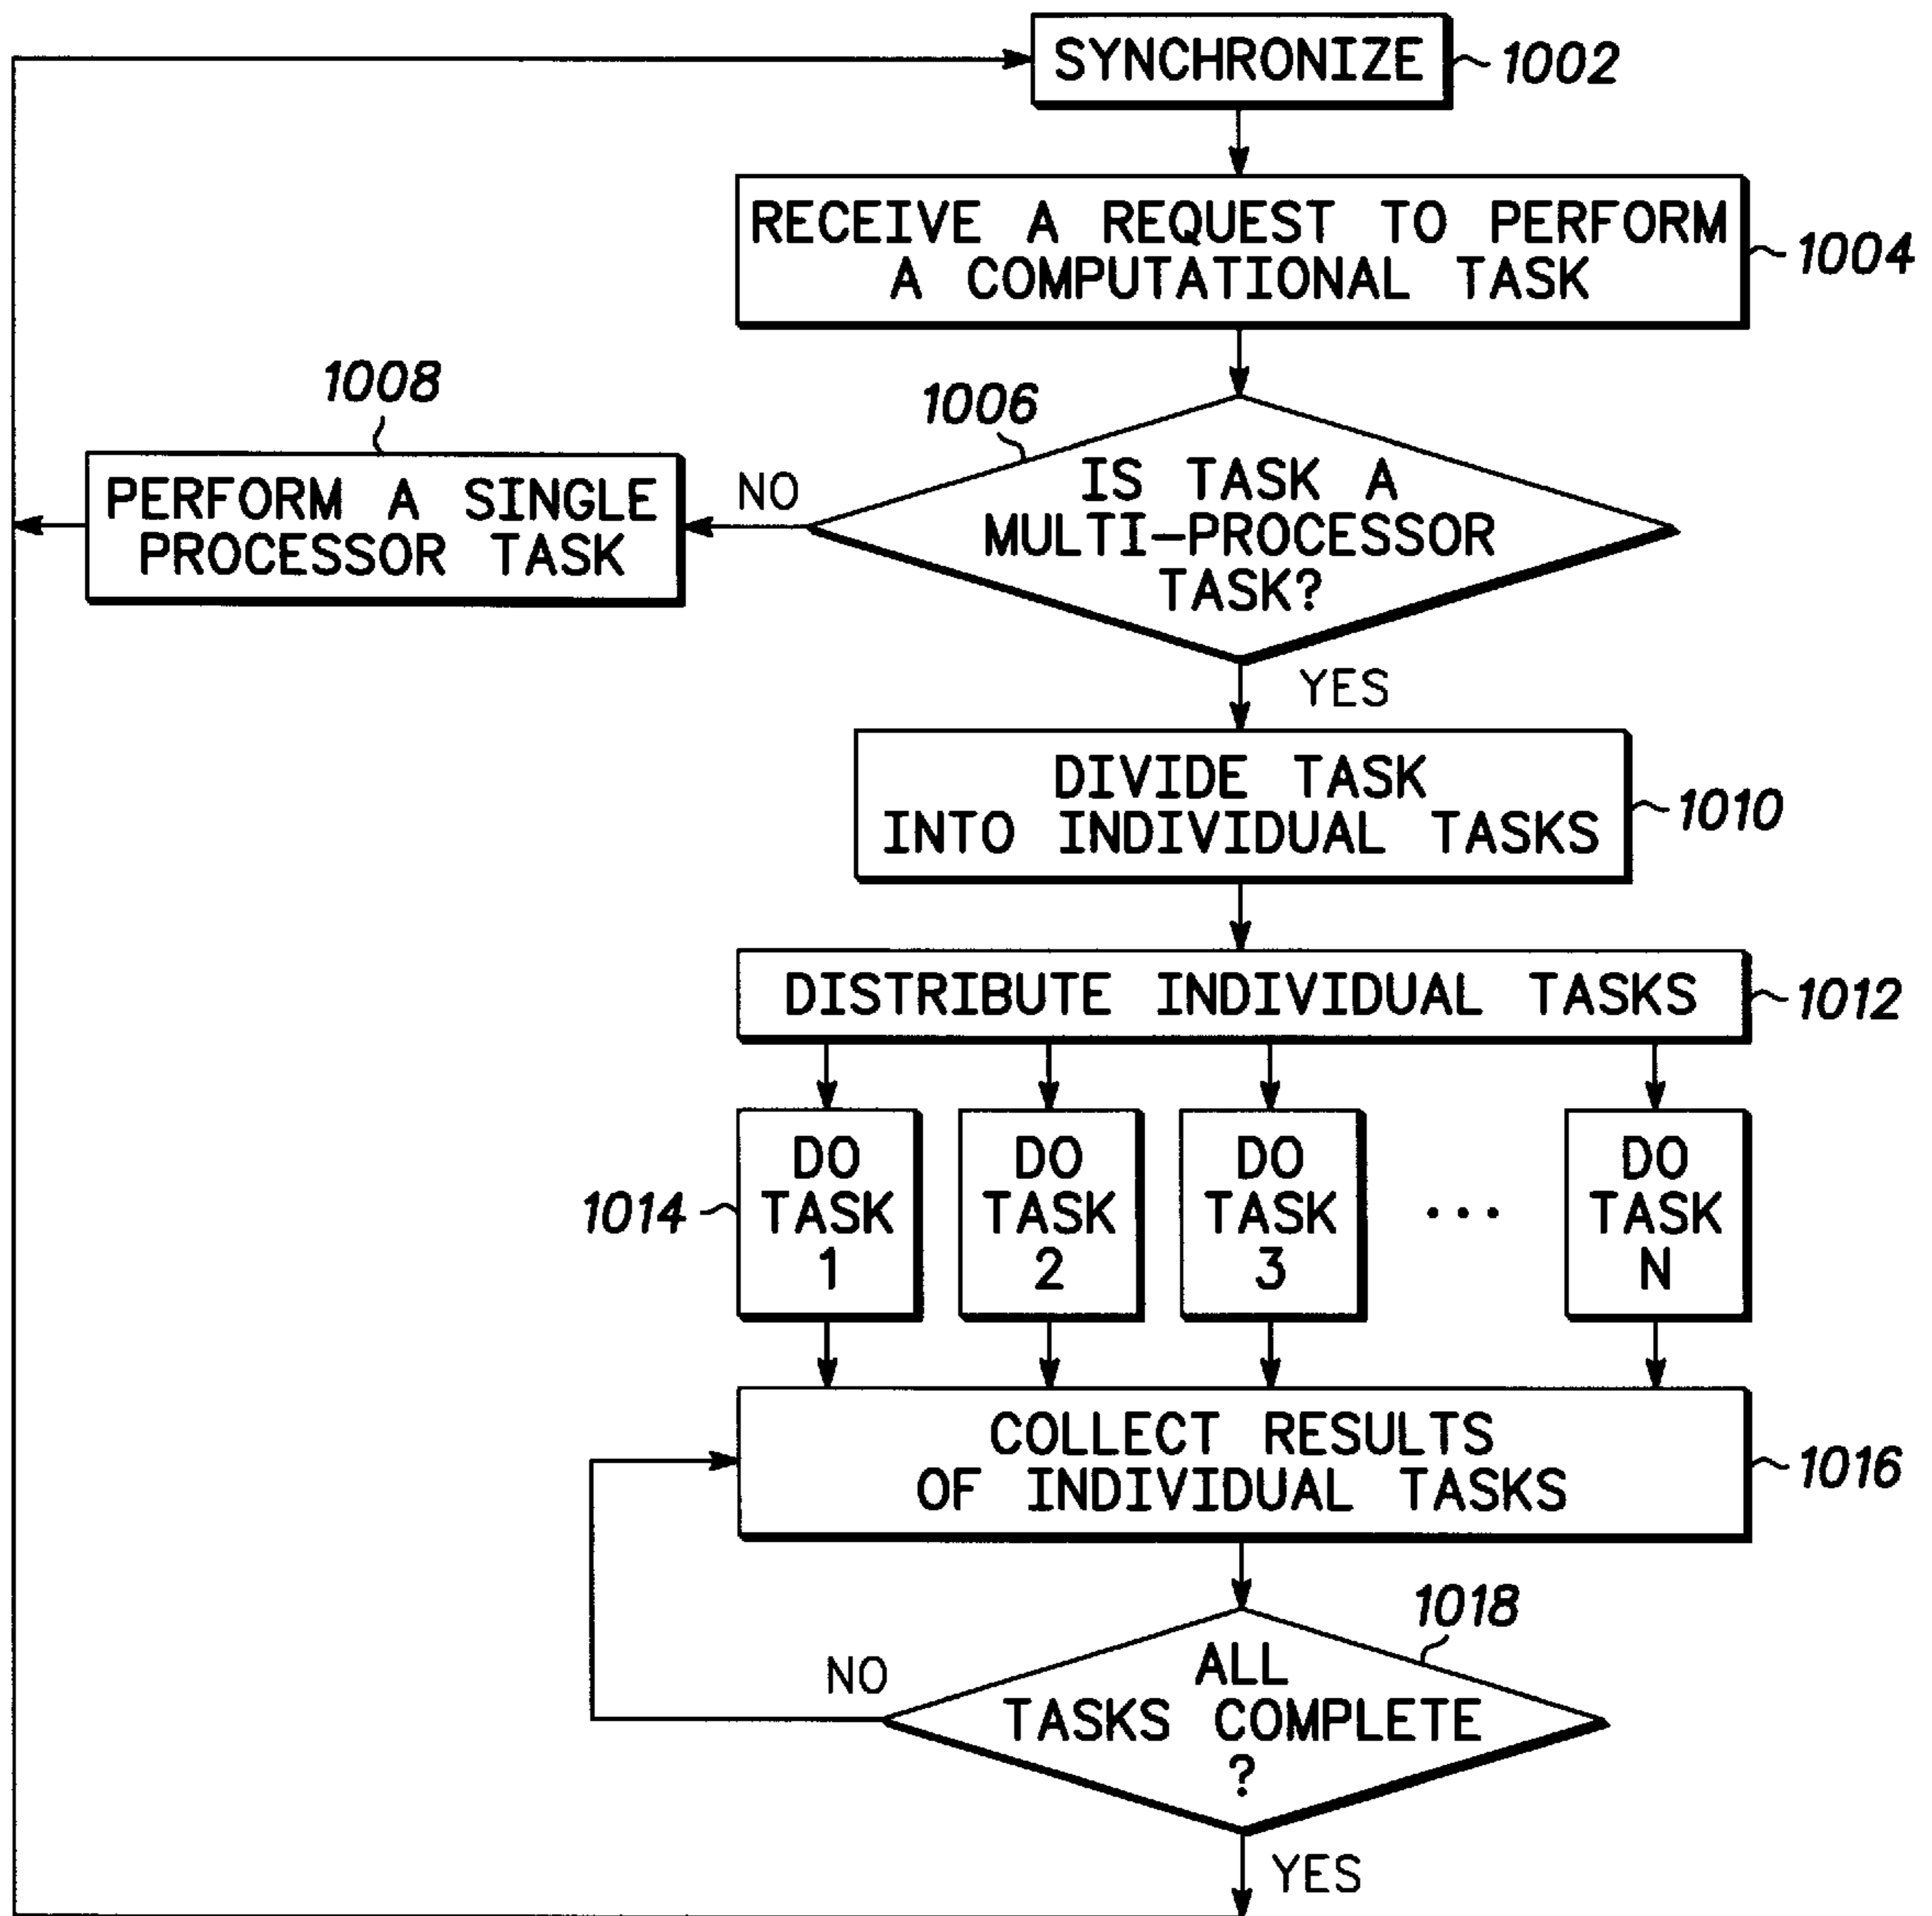 SYNCHRONIZE
1002
RECEIVE A REQUEST TO PERFORM
A COMPUTATIONAL TASK
1004
1008
1006
PERFORM A SINGLE
PROCESSOR TASK
NO
IS TASK A
MULTI-PROCESSOR
TASK?
YES
DIVIDE TASK
INTO INDIVIDUAL TASKS
1010
DISTRIBUTE INDIVIDUAL TASKS
1012
1014
DO
TASK
1
DO
TASK
2
DO
TASK
3
...
DO
TASK
N
COLLECT RESULTS
OF INDIVIDUAL TASKS
1016
1018
NO
ALL
TASKS COMPLETE
?
YES